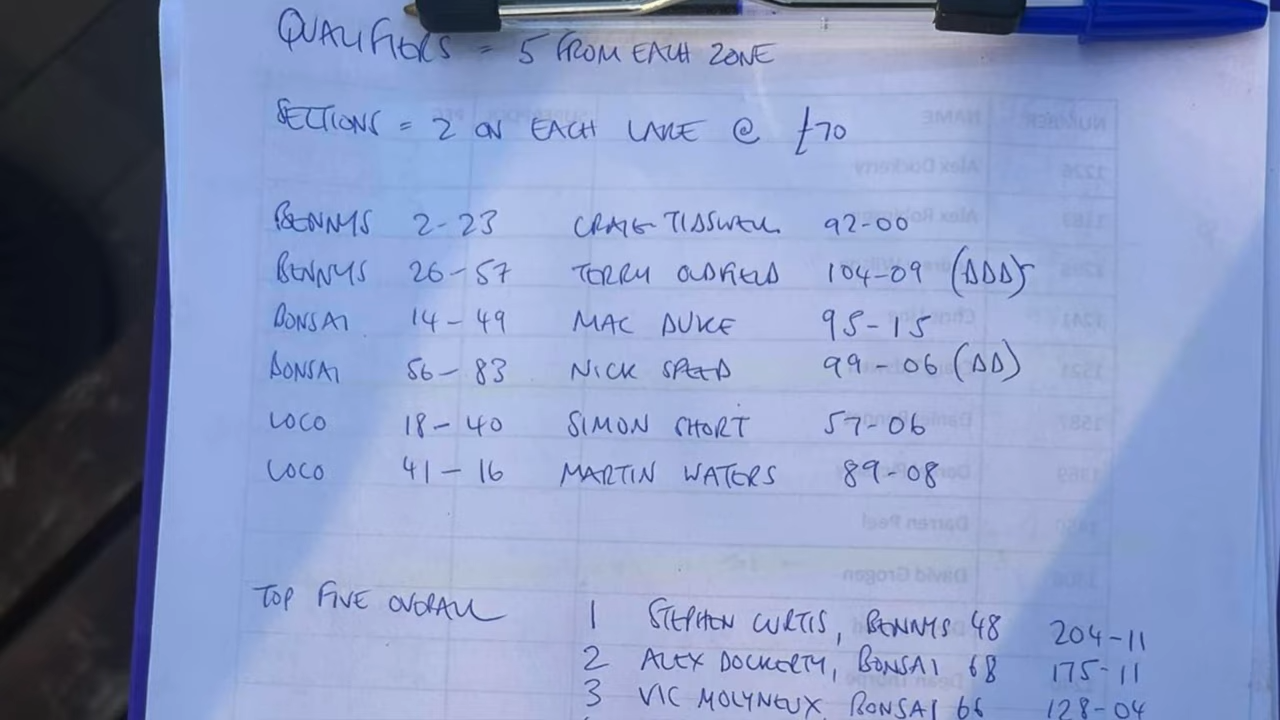 QUALIFIERS = 5 FROM EACH ZONE
SECTIONS = 2 ON EACH LAKE @ £70
BENNYS 2-23 CRAIG TIDSWELL 92-00
BENNYS 26-57 TERRY OLDFIELD 104-09 (DDD)
BONSAI 14-49 MAC DUKE 95-15
BONSAI 56-83 NICK SPEED 99-06 (DD)
LOCO 18-40 SIMON SHORT 57-06
LOCO 41-16 MARTIN WATERS 89-08
TOP FIVE OVERALL 1 STEPHEN CURTIS, BENNYS 48 204-11
2 ALEX DOCKERTY, BONSAI 68 175-11
3 VIC MOLYNEUX, BONSAI 66 128-04